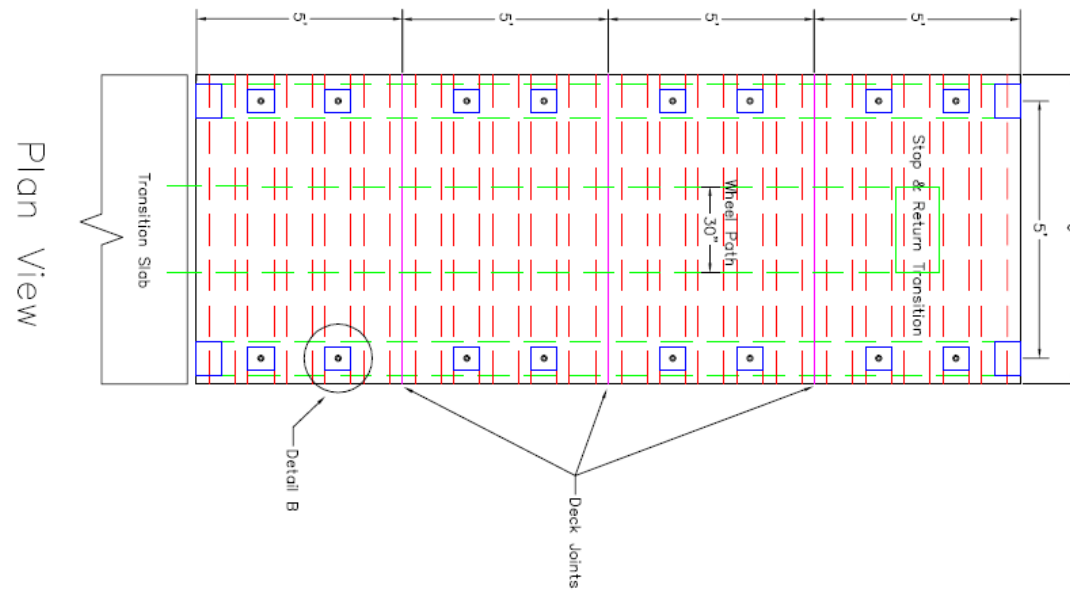 5'
5'
5'
5'
Plan View
Transition Slab
Wheel Path
30"
Stop & Return Transition
5'
Detail B
Deck Joints